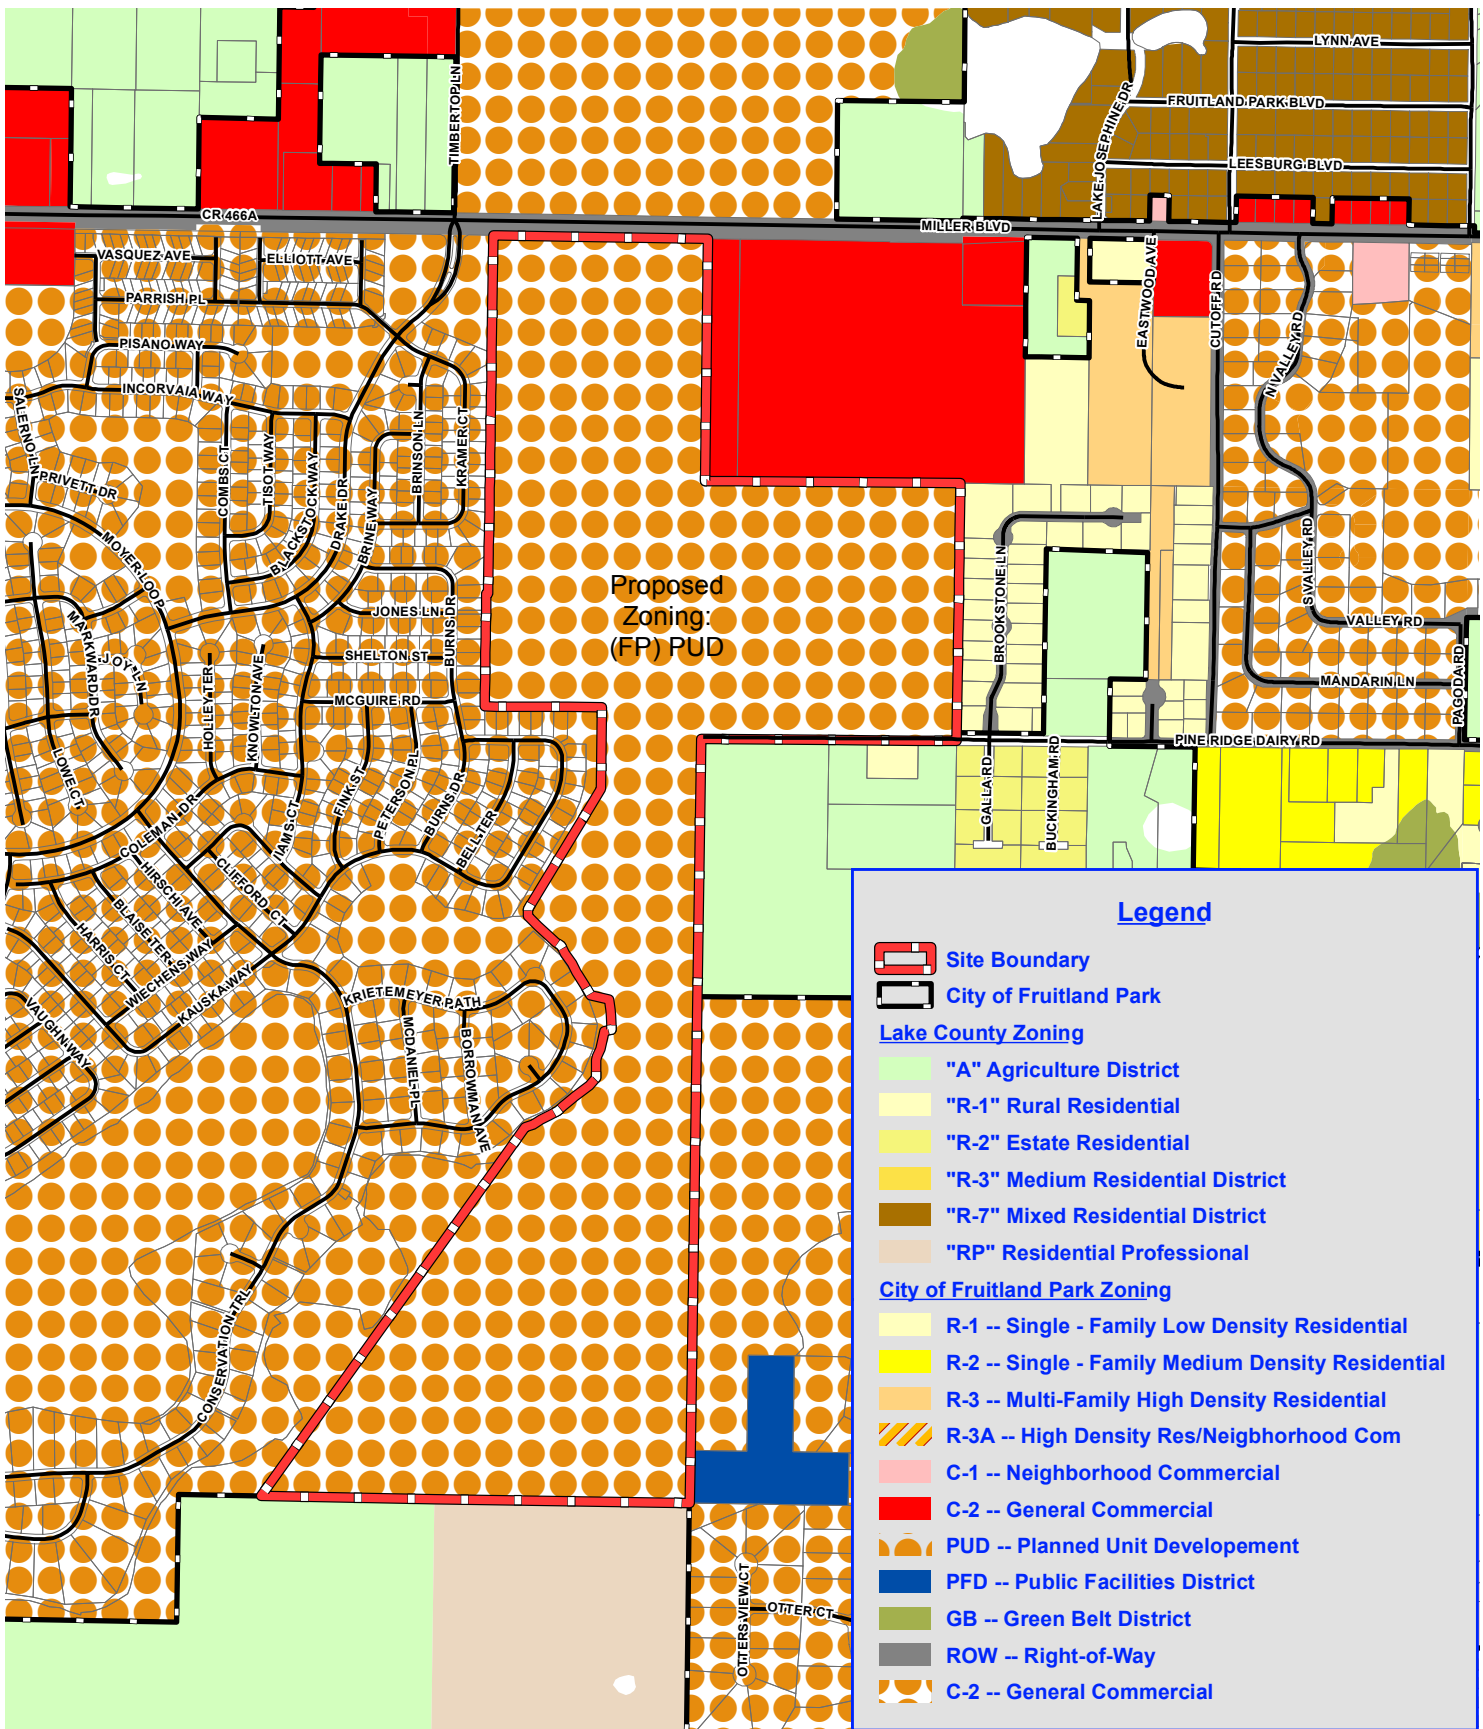 LYNN AVE
FRUITLAND PARK BLVD
LEESBURG BLVD
LAKE JOSEPHINE DR
TIMBERTOP LN
CR 466A
MILLER BLVD
VASQUEZ AVE
ELLIOTT AVE
PARRISH PL
PISANO WAY
INCORVAIA WAY
SALERNO LN
PRIVETT DR
COMBS CT
TISOT WAY
BLACKSTOCK WAY
DRAKE DR
BRINE WAY
BRINSON LN
KRAMER CT
EASTWOOD AVE
CUTOFF RD
N VALLEY RD
S VALLEY RD
VALLEY RD
MANDARIN LN
PAGODA RD
PINE RIDGE DAIRY RD
BROOKSTONE LN
GALLA RD
BUCKINGHAM RD
MOYER LOOP
MARKWARD DR
JOY LN
LOWE CT
HOLLEY TER
KNOWLTON AVE
JONES LN
SHELTON ST
MCGUIRE RD
BURNS DR
Proposed
Zoning:
(FP) PUD
FINK ST
PETERSON PL
BURNS DR
BELL TER
IIAMS CT
COLEMAN DR
CLIFFORD CT
HIRSCHI AVE
BLAISE TER
HARRIS CT
WIECHENS WAY
KAUSKA WAY
VAUGHN WAY
KRIETEMEYER PATH
MCDANIEL PL
BORROWMAN AVE
CONSERVATION TRL
OTTERS VIEW CT
OTTER CT
Legend
Site Boundary
City of Fruitland Park
Lake County Zoning
"A" Agriculture District
"R-1" Rural Residential
"R-2" Estate Residential
"R-3" Medium Residential District
"R-7" Mixed Residential District
"RP" Residential Professional
City of Fruitland Park Zoning
R-1 -- Single - Family Low Density Residential
R-2 -- Single - Family Medium Density Residential
R-3 -- Multi-Family High Density Residential
R-3A -- High Density Res/Neigbhorhood Com
C-1 -- Neighborhood Commercial
C-2 -- General Commercial
PUD -- Planned Unit Developement
PFD -- Public Facilities District
GB -- Green Belt District
ROW -- Right-of-Way
C-2 -- General Commercial